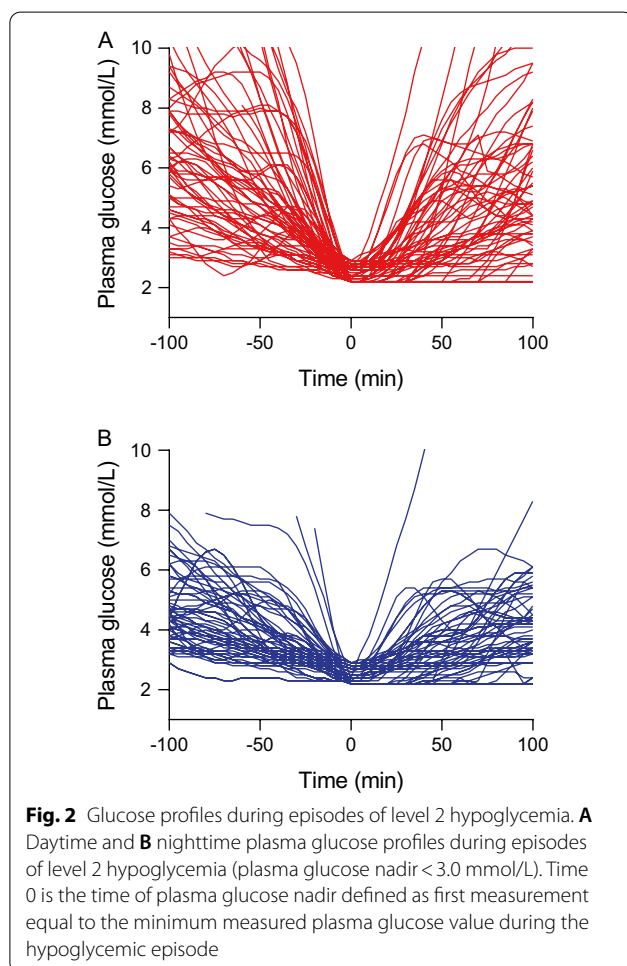 A
Plasma glucose (mmol/L)
10
8
6
4
2
-100
-50
0
50
100
Time (min)
B
Plasma glucose (mmol/L)
10
8
6
4
2
-100
-50
0
50
100
Time (min)
Fig. 2 Glucose profiles during episodes of level 2 hypoglycemia. A
Daytime and B nighttime plasma glucose profiles during episodes
of level 2 hypoglycemia (plasma glucose nadir < 3.0 mmol/L). Time
0 is the time of plasma glucose nadir defined as first measurement
equal to the minimum measured plasma glucose value during the
hypoglycemic episode